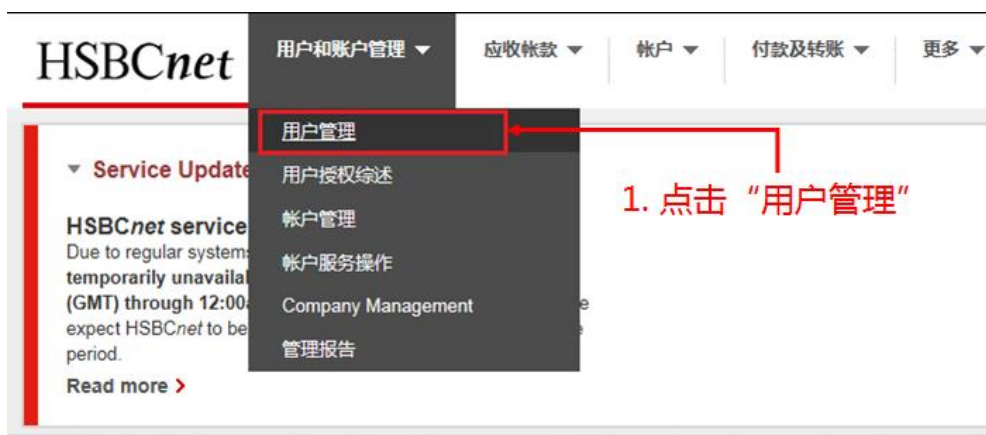 HSBCnet
用户和账户管理
应收帐款
帐户
付款及转账
更多
用户管理
用户授权综述
帐户管理
帐户服务操作
Company Management
管理报告
1. 点击“用户管理”
Service Update
HSBCnet service
Due to regular systems
temporarily
(GMT) through 12:00
expect HSBCnet to be
period.
Read more